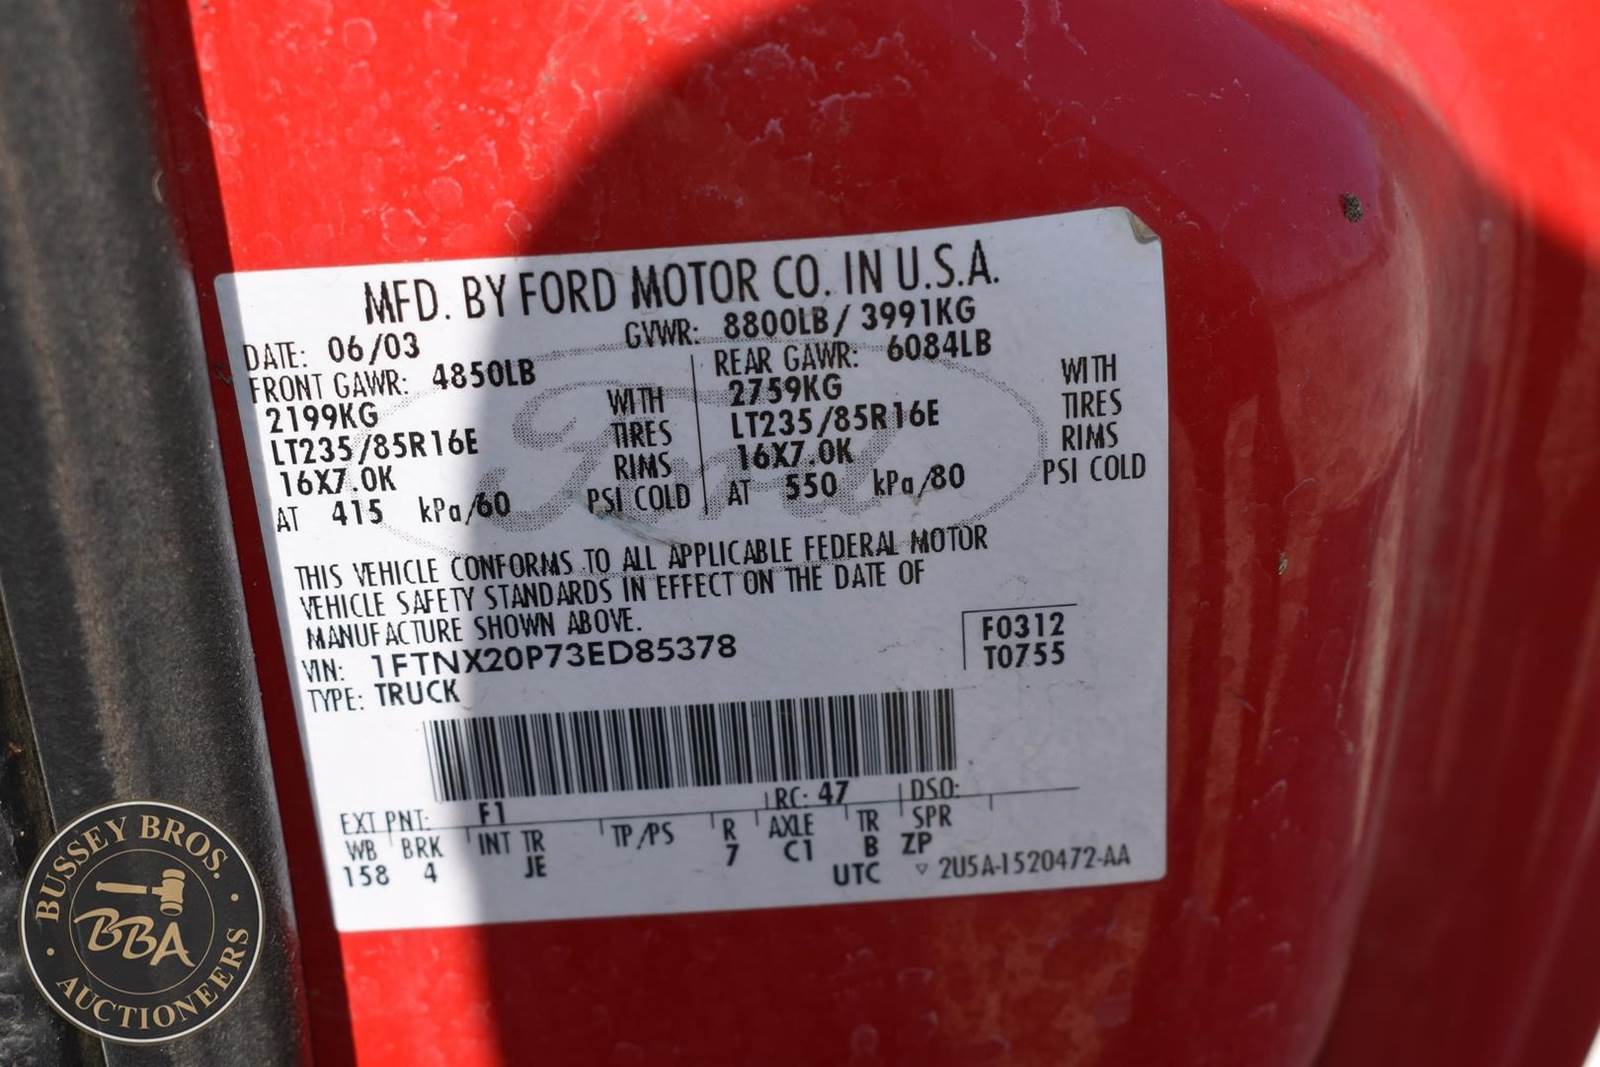 MFD. BY FORD MOTOR CO. IN U.S.A.
DATE: 06/03 GVWR: 8800LB/ 3991KG
FRONT GAWR: 4850LB REAR GAWR: 6084LB
2199KG WITH 2759KG WITH
LT235/85R16E TIRES LT235/85R16E TIRES
16X7.0K RIMS 16X7.0K RIMS
AT 415 kPa/60 PSI COLD AT 550 kPa/80 PSI COLD
Ford
THIS VEHICLE CONFORMS TO ALL APPLICABLE FEDERAL MOTOR
VEHICLE SAFETY STANDARDS IN EFFECT ON THE DATE OF
MANUFACTURE SHOWN ABOVE.
VIN: 1FTNX20P73ED85378 F0312
TYPE: TRUCK T0755
EXT PNT: F1 RC: 47 DSO:
WB BRK INT TR TP/PS R AXLE TR SPR
158 4 JE 7 C1 B ZP
UTC ▽ 2U5A-1520472-AA
BUSSEY BROS.
BBA
AUCTIONEERS